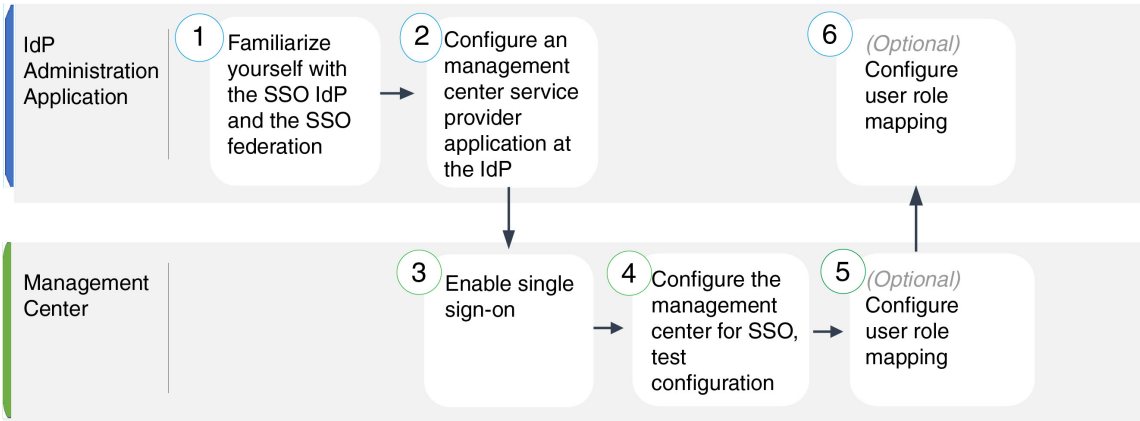 IdP
Administration
Application
1
Familiarize
yourself with
the SSO IdP
and the SSO
federation
2
Configure an
management
center service
provider
application at
the IdP
6
(Optional)
Configure
user role
mapping
Management
Center
3
Enable single
sign-on
4
Configure the
management
center for SSO,
test
configuration
5
(Optional)
Configure
user role
mapping